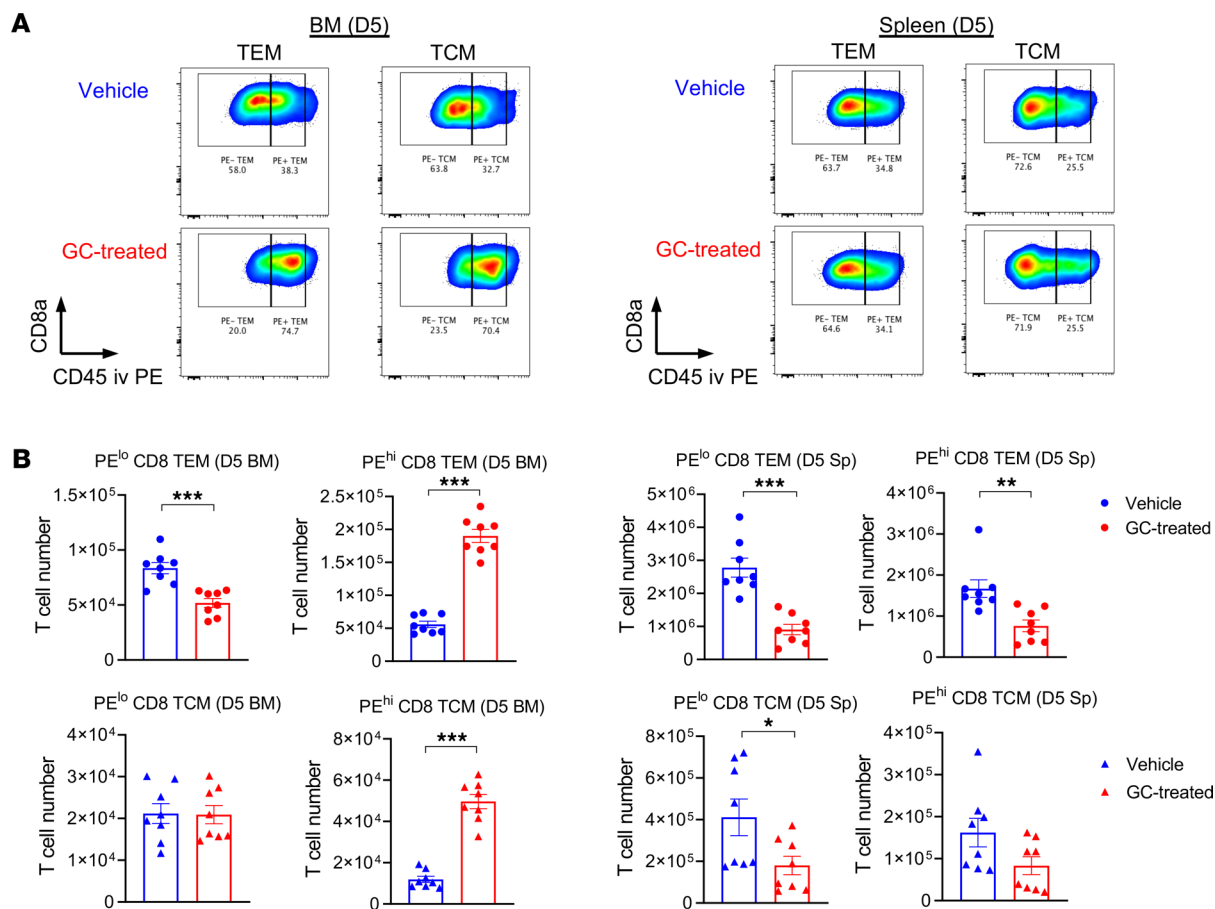 A
BM (D5)
Spleen (D5)
TEM
TCM
TEM
TCM
Vehicle
Vehicle
PE– TEM
58.0
PE+ TEM
38.3
PE– TCM
63.8
PE+ TCM
32.7
PE– TEM
63.7
PE+ TEM
34.8
PE– TCM
72.6
PE+ TCM
25.5
GC-treated
GC-treated
PE– TEM
20.0
PE+ TEM
74.7
PE– TCM
23.5
PE+ TCM
70.4
PE– TEM
64.6
PE+ TEM
34.1
PE– TCM
71.9
PE+ TCM
25.5
CD8a
CD45 iv PE
CD8a
CD45 iv PE
B
PEˡᵒ CD8 TEM (D5 BM)
T cell number
1.5×10⁵
1×10⁵
5×10⁴
0
***
PEʰⁱ CD8 TEM (D5 BM)
T cell number
2.5×10⁵
2×10⁵
1.5×10⁵
1×10⁵
5×10⁴
0
***
PEˡᵒ CD8 TEM (D5 Sp)
T cell number
5×10⁶
4×10⁶
3×10⁶
2×10⁶
1×10⁶
0
***
PEʰⁱ CD8 TEM (D5 Sp)
T cell number
4×10⁶
3×10⁶
2×10⁶
1×10⁶
0
**
Vehicle
GC-treated
PEˡᵒ CD8 TCM (D5 BM)
T cell number
4×10⁴
3×10⁴
2×10⁴
1×10⁴
0
PEʰⁱ CD8 TCM (D5 BM)
T cell number
8×10⁴
6×10⁴
4×10⁴
2×10⁴
0
***
PEˡᵒ CD8 TCM (D5 Sp)
T cell number
8×10⁵
6×10⁵
4×10⁵
2×10⁵
0
*
PEʰⁱ CD8 TCM (D5 Sp)
T cell number
4×10⁵
3×10⁵
2×10⁵
1×10⁵
0
Vehicle
GC-treated